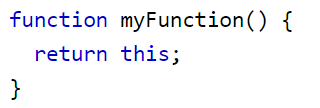 function myFunction() {
  return this;
}